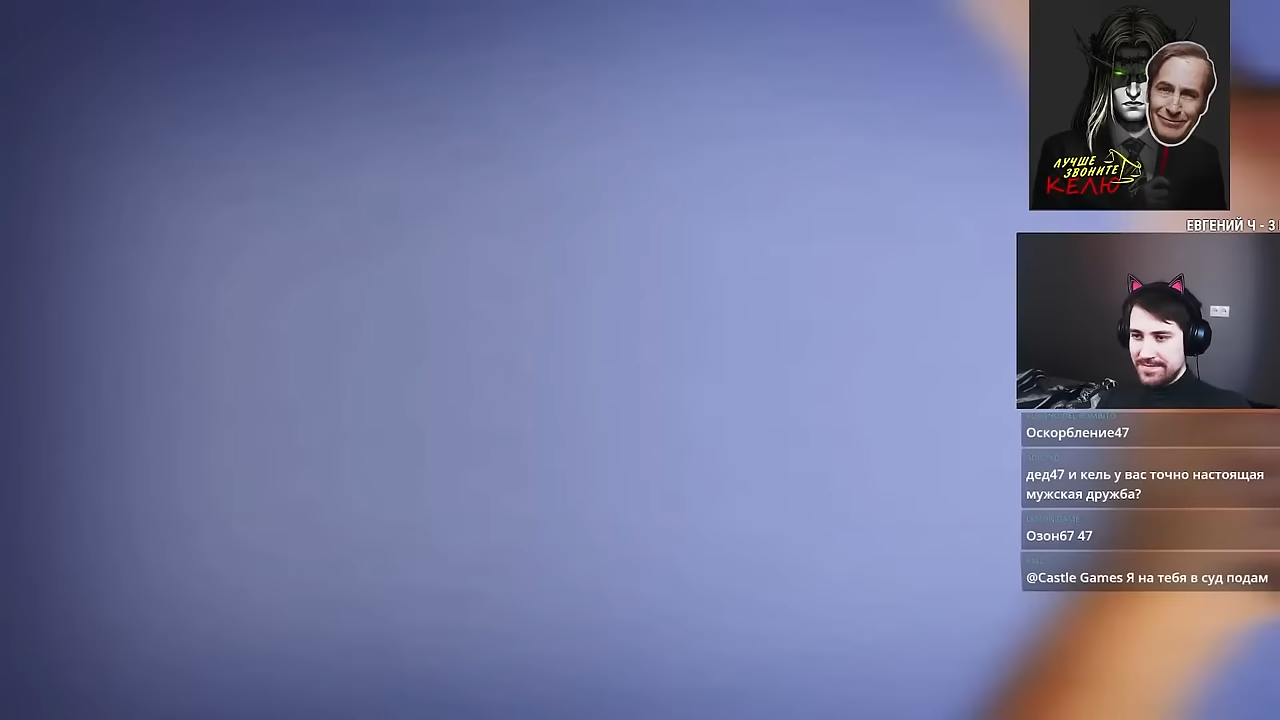 ЛУЧШЕ
ЗВОНИТЕ
КЕЛЮ
ЕВГЕНИЙ Ч - 3
Оскорбление47
дед47 и кель у вас точно настоящая
мужская дружба?
Озон67 47
@Castle Games Я на тебя в суд подам